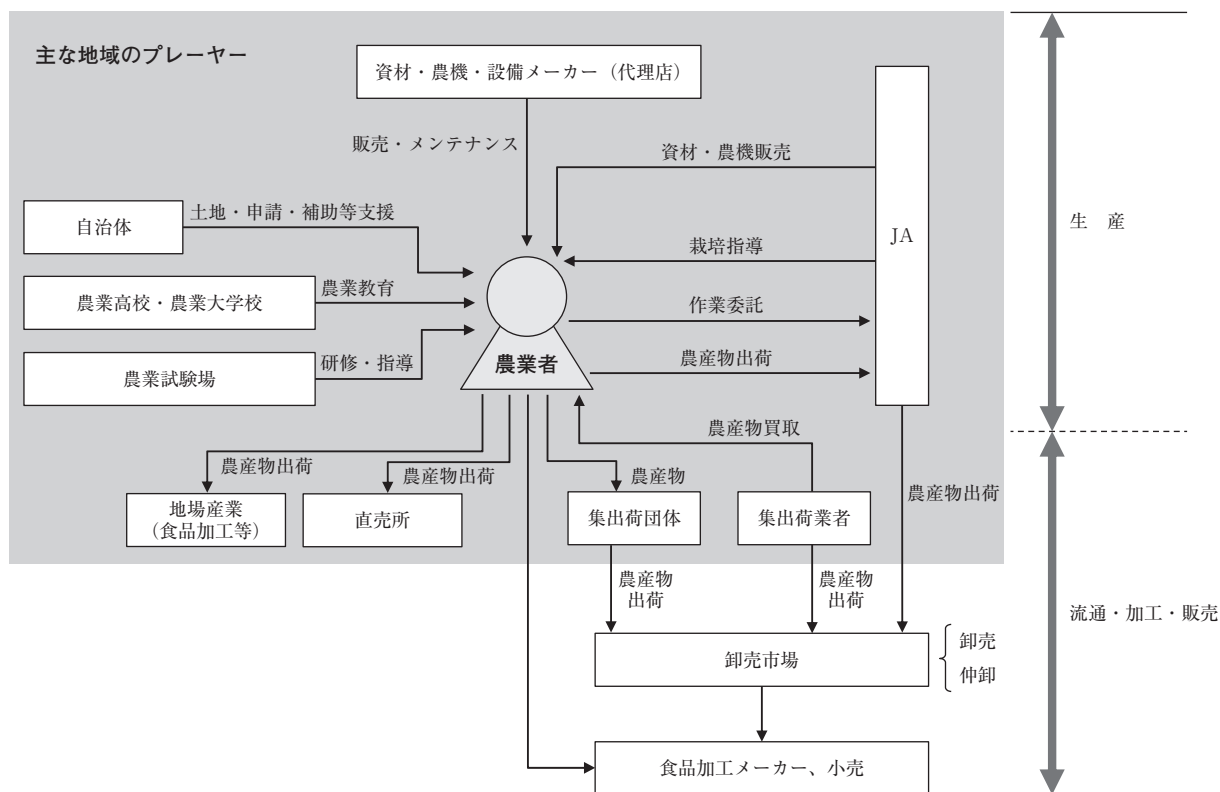 主な地域のプレーヤー
資材・農機・設備メーカー（代理店）
販売・メンテナンス
資材・農機販売
JA
生　産
自治体
土地・申請・補助等支援
栽培指導
農業高校・農業大学校
農業教育
作業委託
農業試験場
研修・指導
農業者
農産物出荷
農産物買取
農産物出荷
農産物出荷
農産物
農産物出荷
地場産業
（食品加工等）
直売所
集出荷団体
集出荷業者
農産物
出荷
農産物
出荷
流通・加工・販売
卸売市場
卸売
仲卸
食品加工メーカー、小売